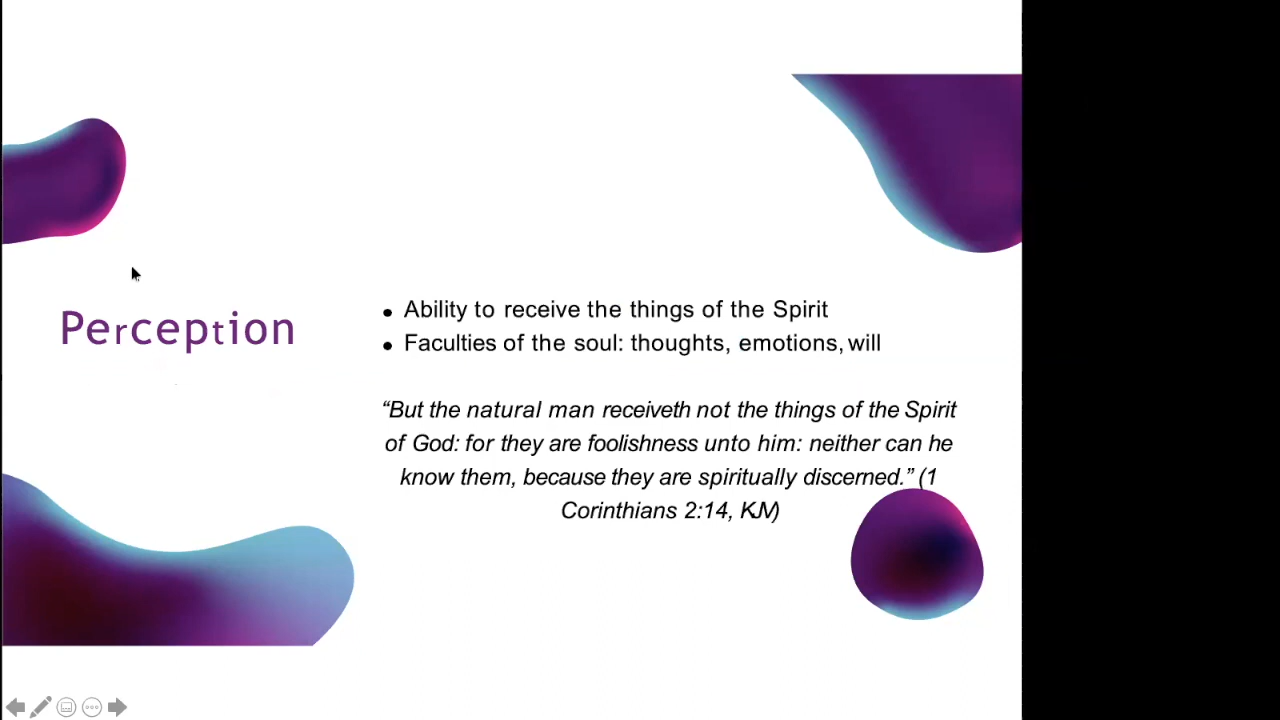 Perception
• Ability to receive the things of the Spirit
• Faculties of the soul: thoughts, emotions, will
“But the natural man receiveth not the things of the Spirit
of God: for they are foolishness unto him: neither can he
know them, because they are spiritually discerned.” (1
Corinthians 2:14, KJV)